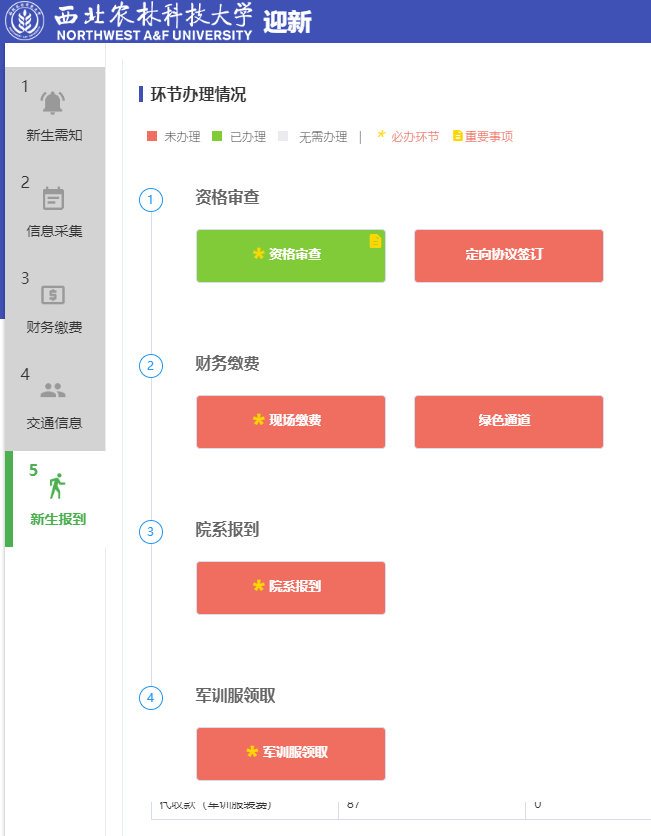 西北农林科技大学 迎新
NORTHWEST A&F UNIVERSITY
1
新生需知
2
信息采集
3
财务缴费
4
交通信息
5
新生报到
环节办理情况
未办理 已办理 无需办理 | * 必办环节 重要事项
1 资格审查
* 资格审查 定向协议签订
2 财务缴费
* 现场缴费 绿色通道
3 院系报到
* 院系报到
4 军训服领取
* 军训服领取
代收款（军训服装费） 87 0